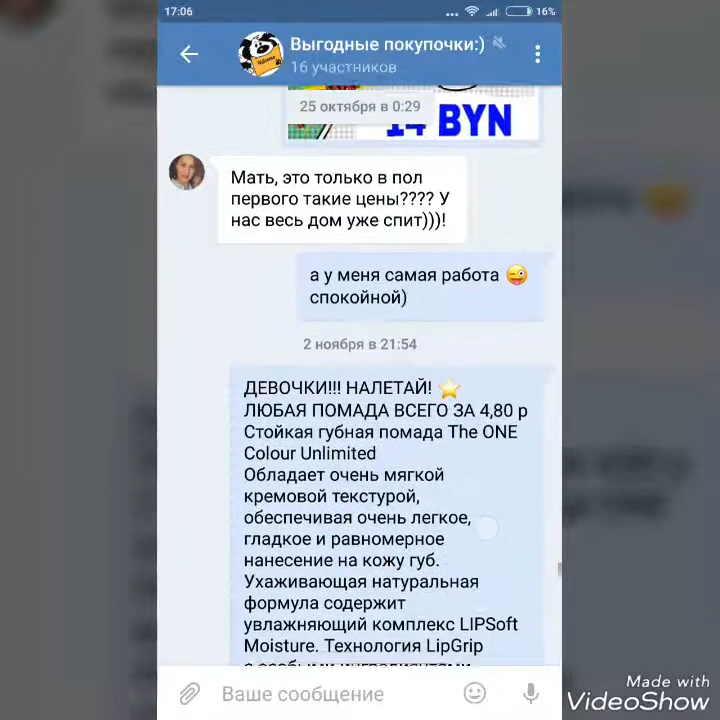 17:06
16%
Выгодные покупочки:)
16 участников
25 октября в 0:29
14 BYN
Мать, это только в пол
первого такие цены???? У
нас весь дом уже спит)))!
а у меня самая работа 😜
спокойной)
2 ноября в 21:54
ДЕВОЧКИ!!! НАЛЕТАЙ! ⭐
ЛЮБАЯ ПОМАДА ВСЕГО ЗА 4,80 р
Стойкая губная помада The ONE
Colour Unlimited
Обладает очень мягкой
кремовой текстурой,
обеспечивая очень легкое,
гладкое и равномерное
нанесение на кожу губ.
Ухаживающая натуральная
формула содержит
увлажняющий комплекс LIPSoft
Moisture. Технология LipGrip
с особыми ингредиентами
Ваше сообщение
Made with
VideoShow